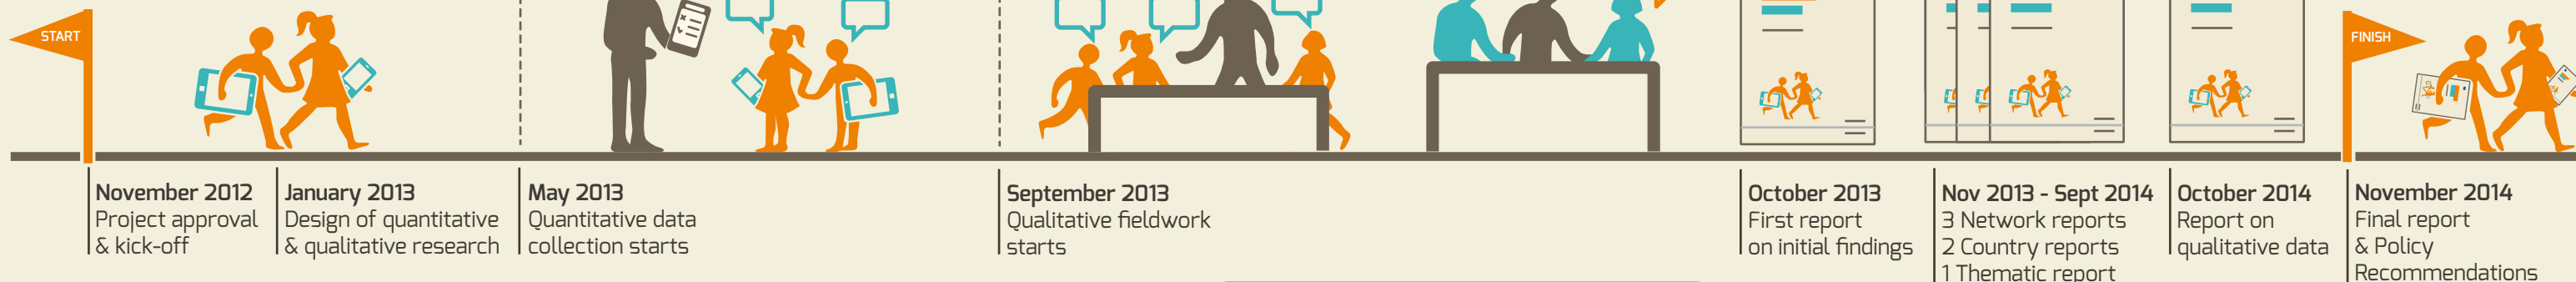 START
FINISH
November 2012
Project approval
& kick-off
January 2013
Design of quantitative
& qualitative research
May 2013
Quantitative data
collection starts
September 2013
Qualitative fieldwork
starts
October 2013
First report
on initial findings
Nov 2013 - Sept 2014
3 Network reports
2 Country reports
1 Thematic report
October 2014
Report on
qualitative data
November 2014
Final report
& Policy
Recommendations